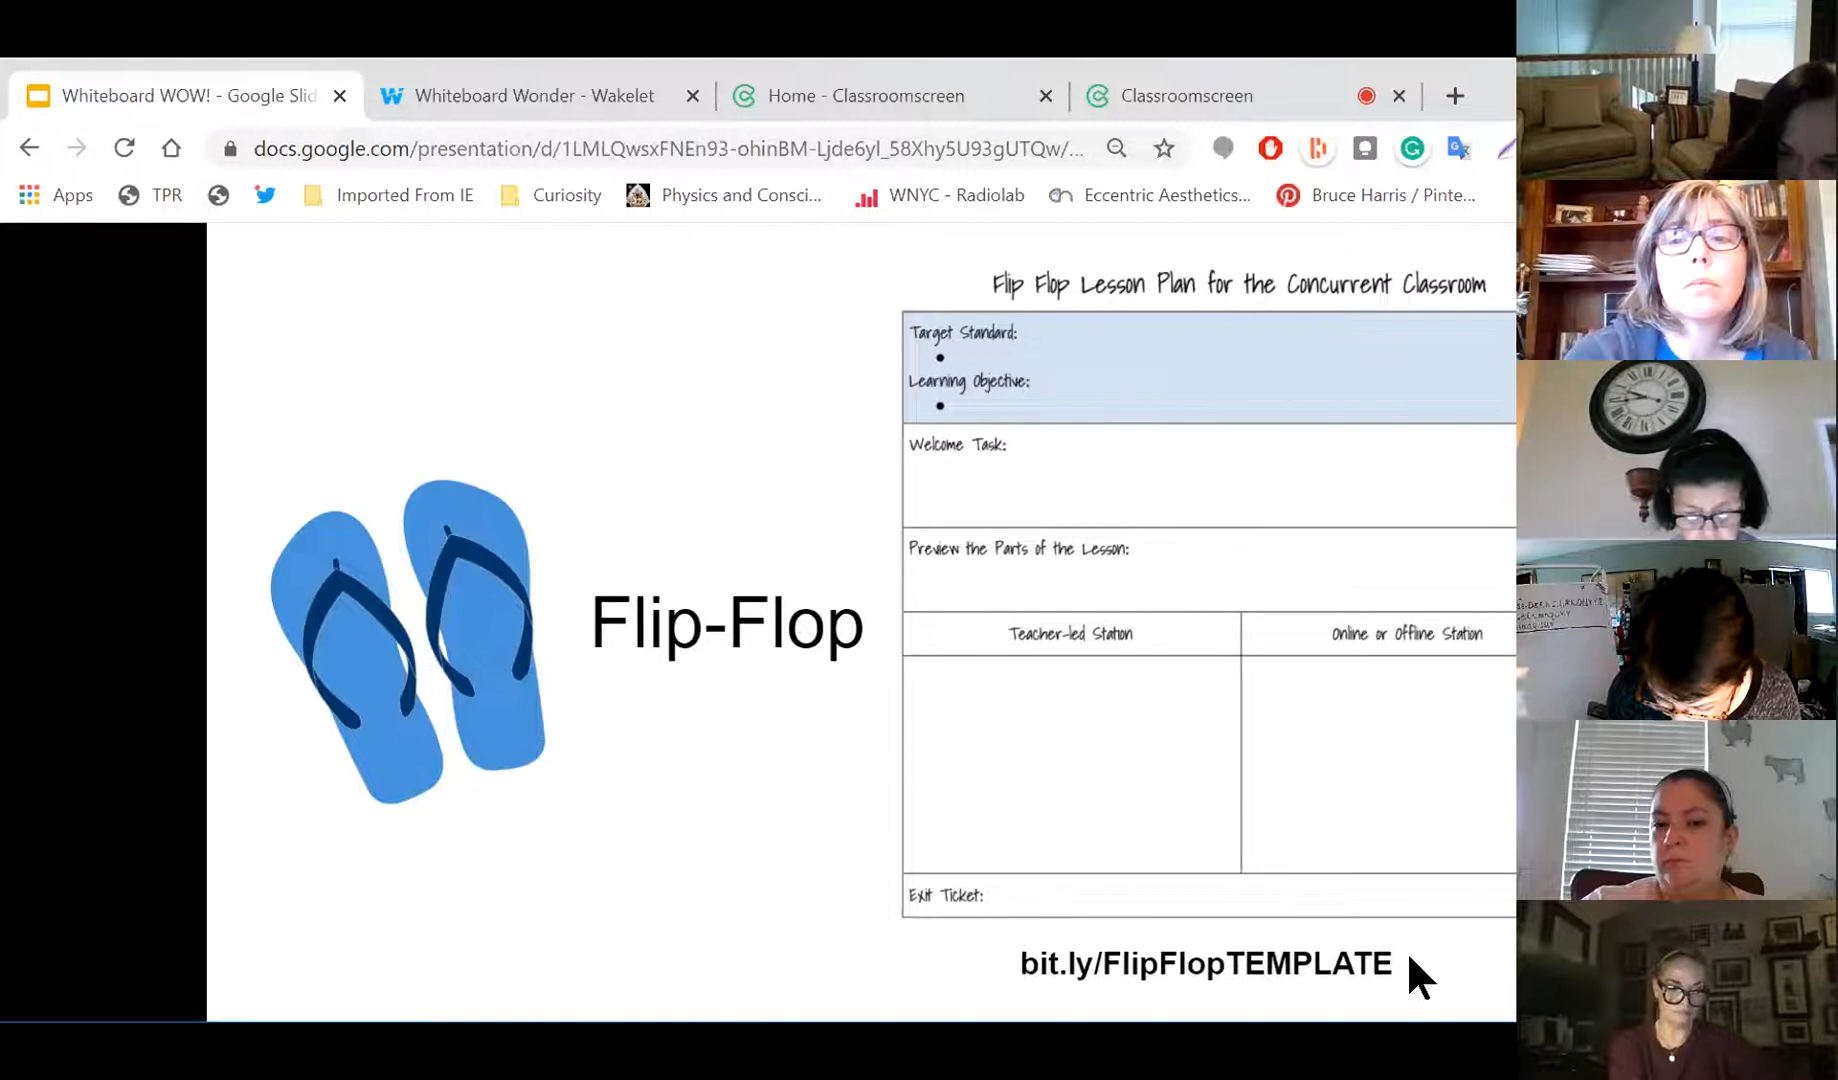 Whiteboard WOW! - Google Slid
Whiteboard Wonder - Wakelet
Home - Classroomscreen
Classroomscreen
docs.google.com/presentation/d/1LMLQwsxFNEn93-ohinBM-Ljde6yl_58Xhy5U93gUTQw/...
Apps
TPR
Imported From IE
Curiosity
Physics and Consci...
WNYC - Radiolab
Eccentric Aesthetics...
Bruce Harris / Pinte...
Flip Flop Lesson Plan for the Concurrent Classroom
Target Standard:
Learning Objective:
Welcome Task:
Preview the Parts of the Lesson:
Teacher-led Station
Online or Offline Station
Exit Ticket:
Flip-Flop
bit.ly/FlipFlopTEMPLATE